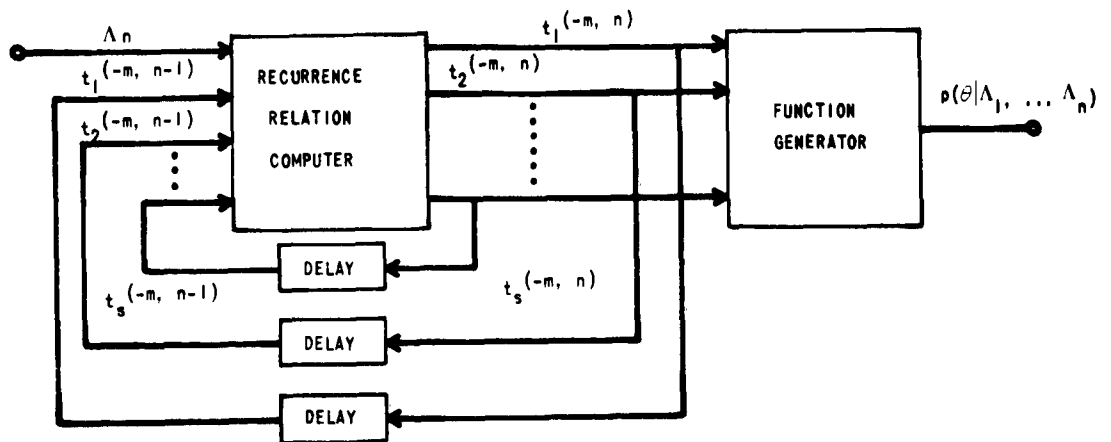 Λn
t₁(-m, n-1)
t₂(-m, n-1)
RECURRENCE
RELATION
COMPUTER
t₁(-m, n)
t₂(-m, n)
FUNCTION
GENERATOR
p(θ|Λ₁, ... Λₙ)
DELAY
tₛ(-m, n-1)
tₛ(-m, n)
DELAY
DELAY